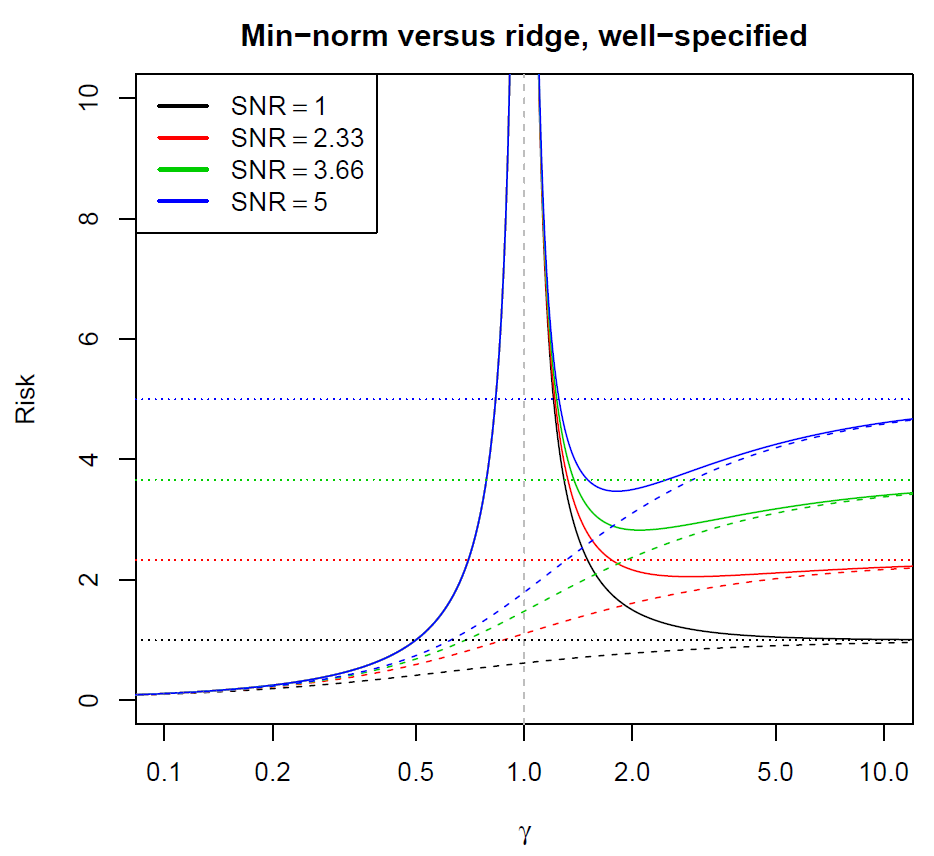 Min−norm versus ridge, well−specified
SNR = 1
SNR = 2.33
SNR = 3.66
SNR = 5
Risk
10
8
6
4
2
0
0.1 0.2 0.5 1.0 2.0 5.0 10.0
γ